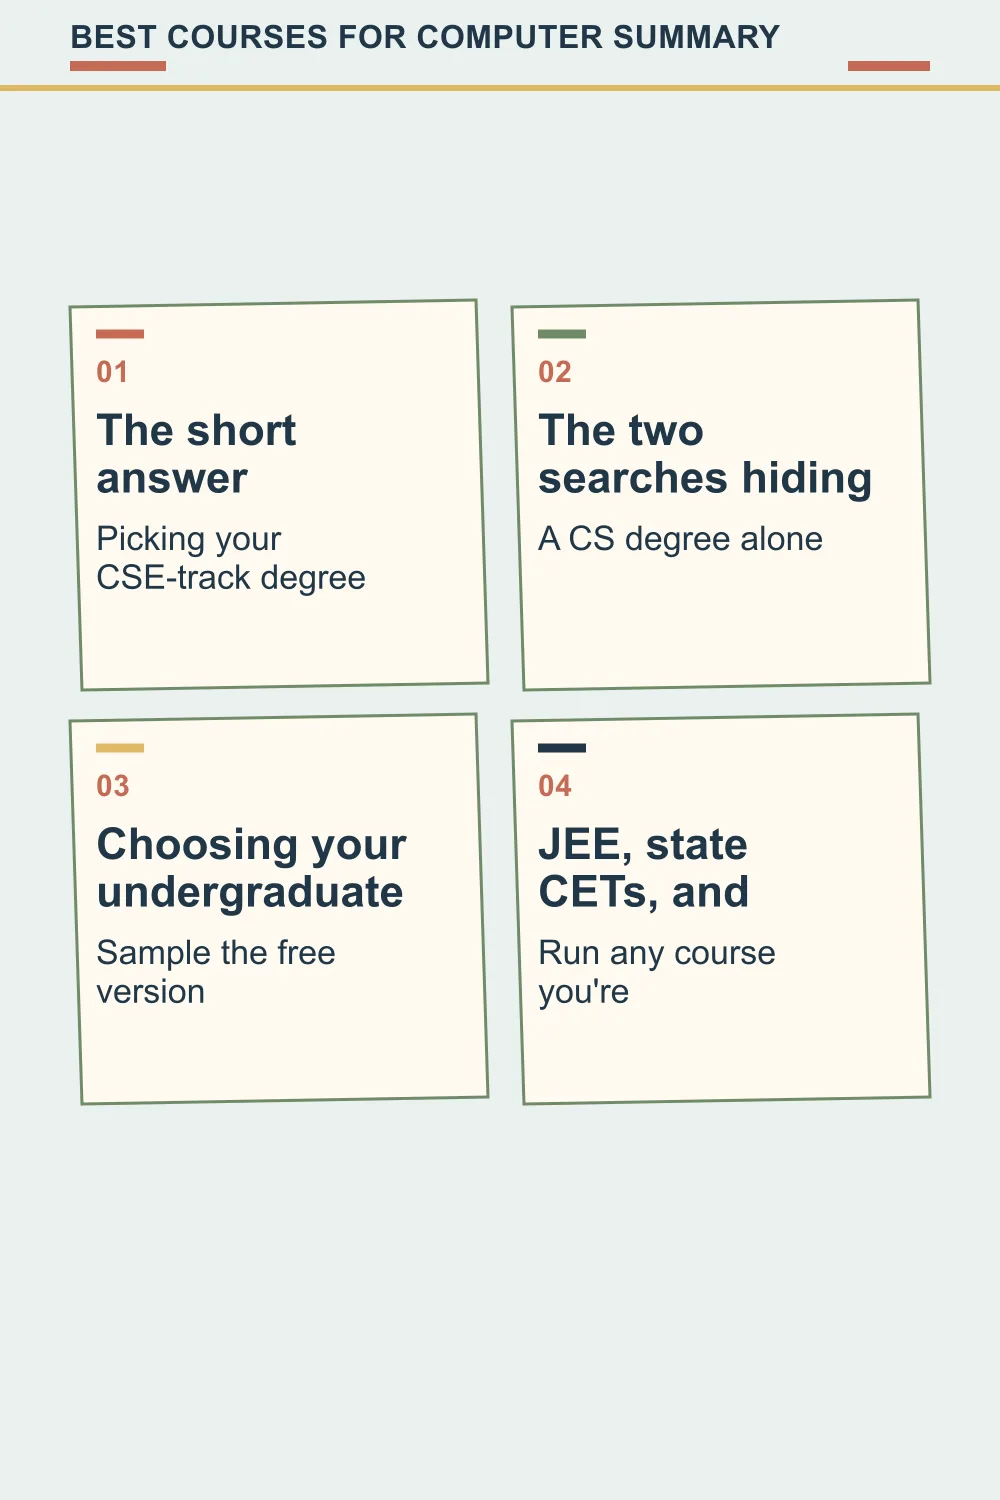 BEST COURSES FOR COMPUTER SUMMARY
01
The short
answer
Picking your
CSE-track degree
02
The two
searches hiding
A CS degree alone
03
Choosing your
undergraduate
Sample the free
version
04
JEE, state
CETs, and
Run any course
you're